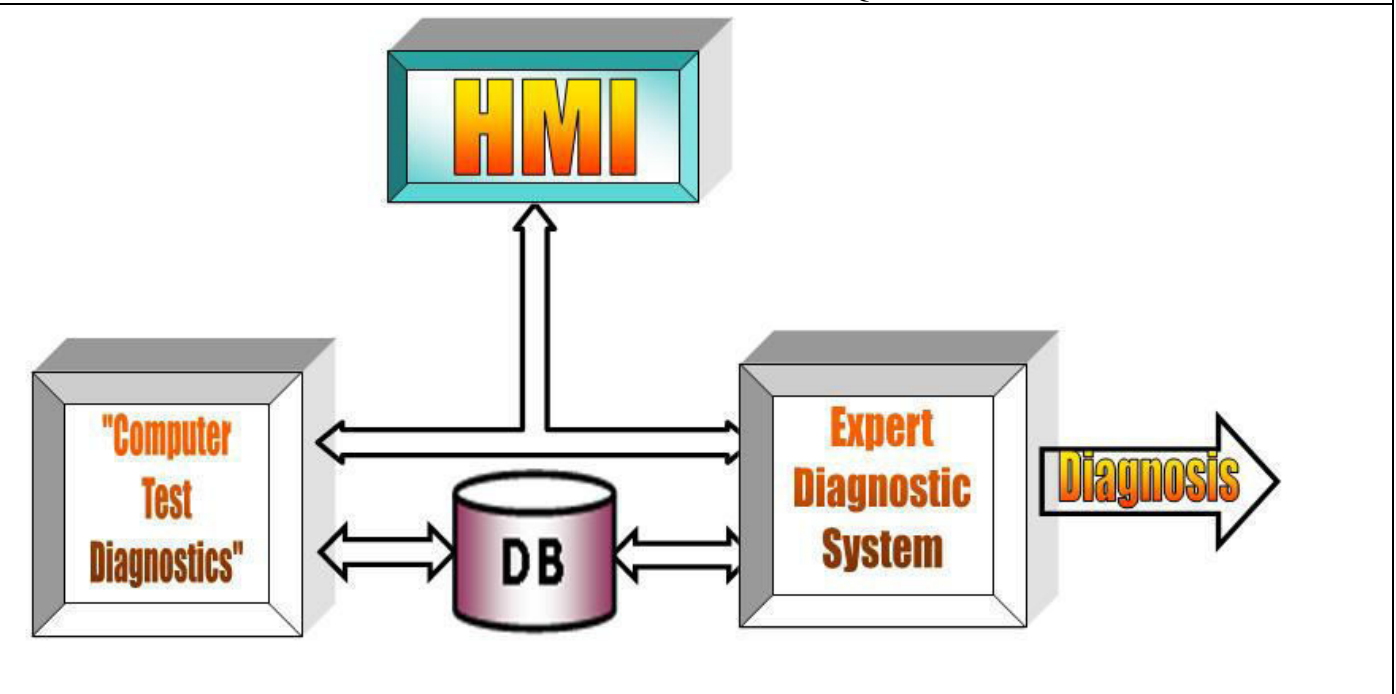 HMI
"Computer
Test
Diagnostics"
DB
Expert
Diagnostic
System
Diagnosis